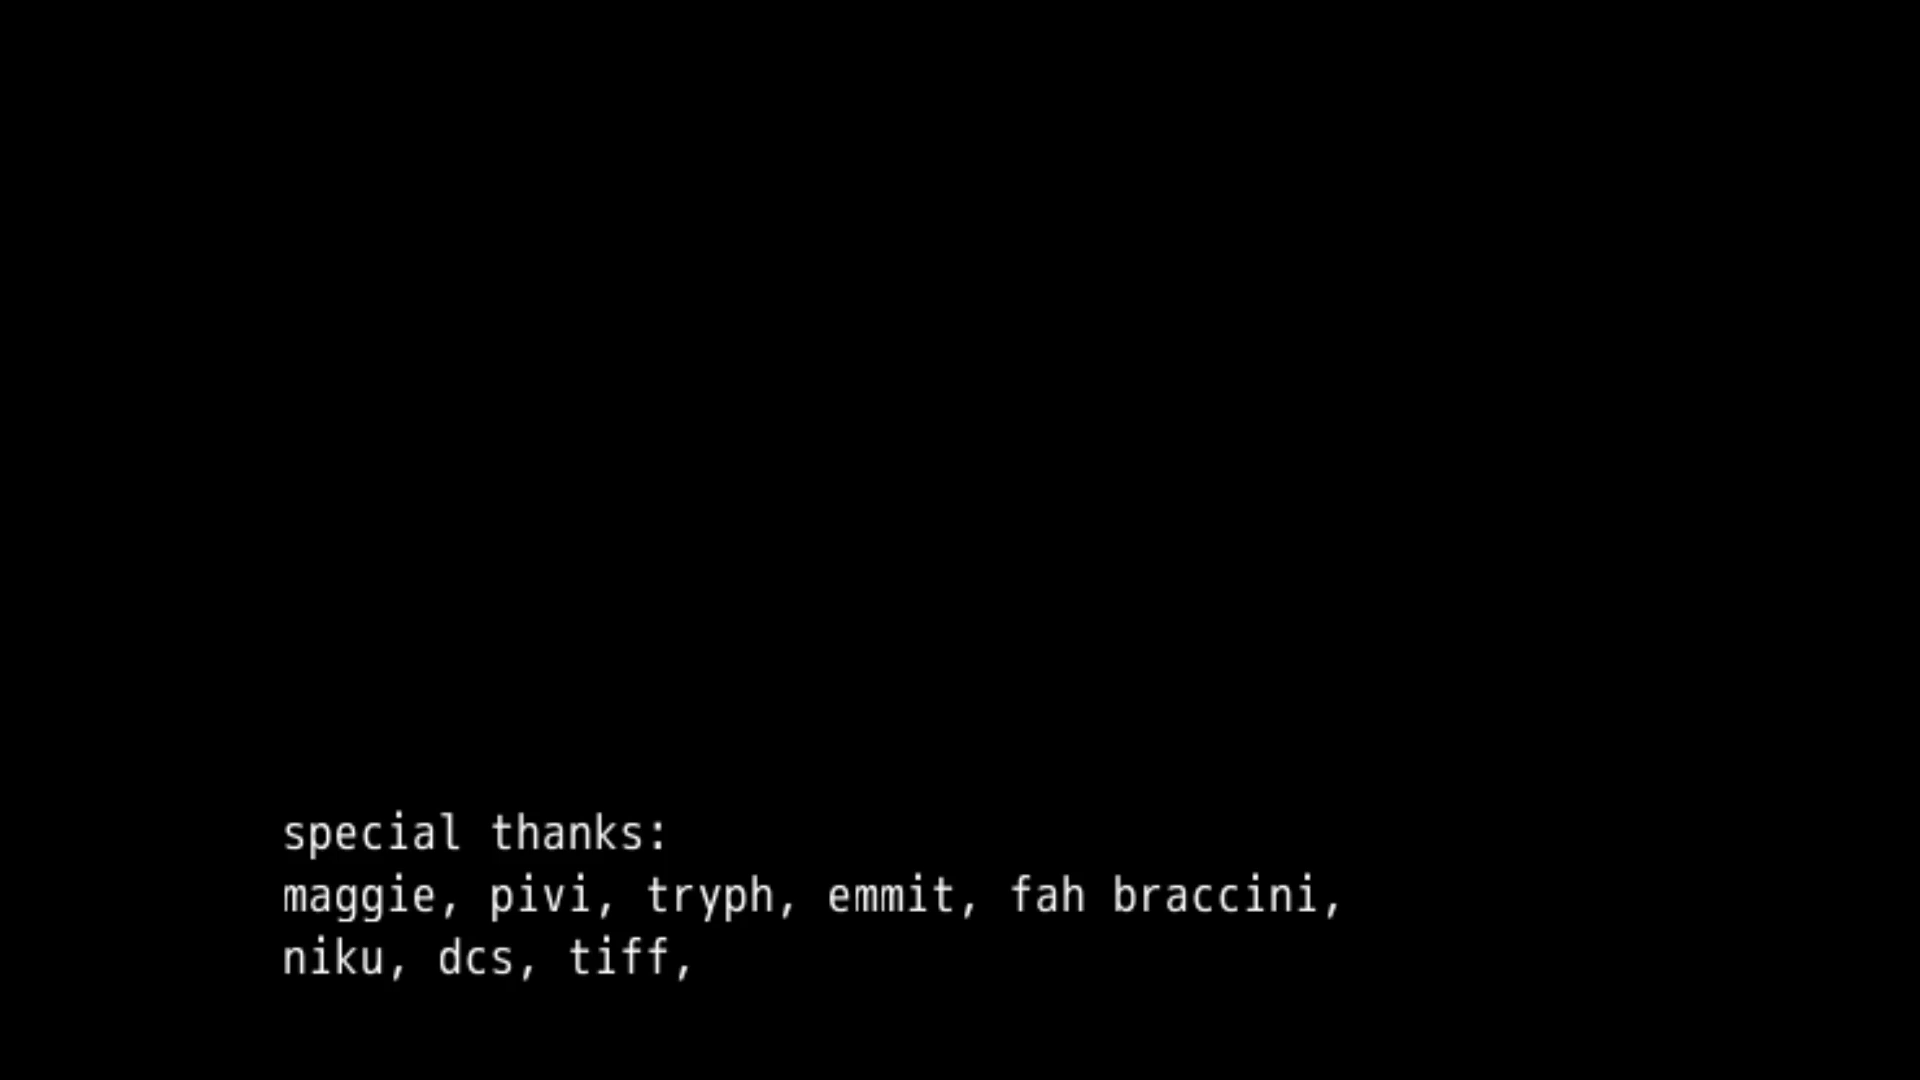 special thanks:
maggie, pivi, tryph, emmit, fah braccini,
niku, dcs, tiff,